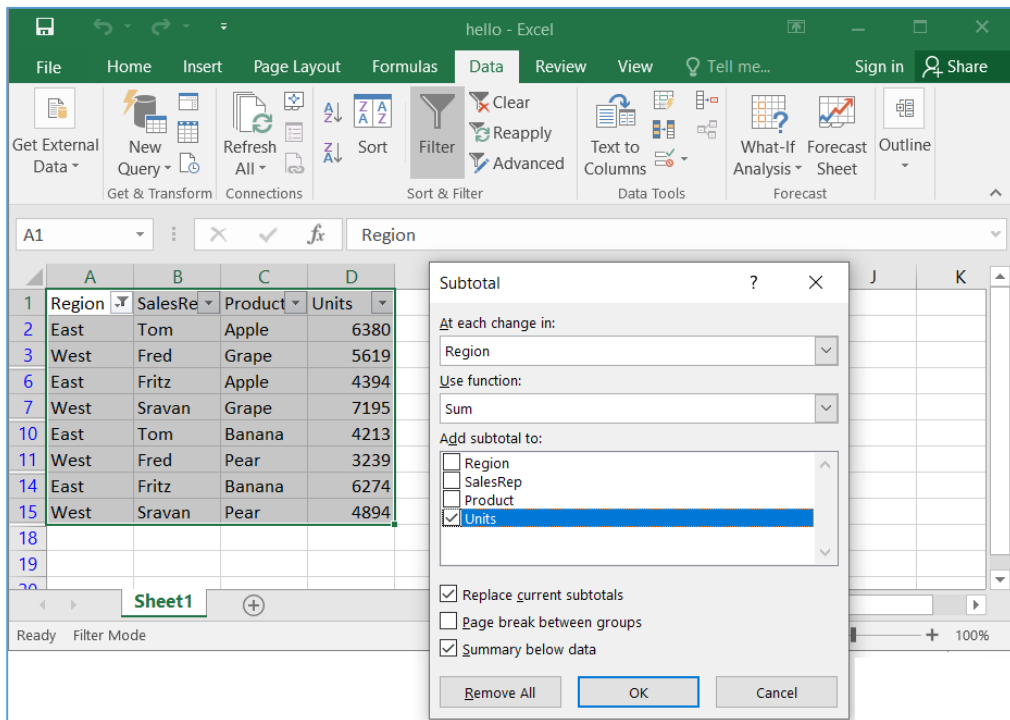 hello - Excel
File Home Insert Page Layout Formulas Data Review View Tell me... Sign in Share
Get External Data
New Query
Refresh All
Sort
Filter
Clear
Reapply
Advanced
Text to Columns
What-If Analysis
Forecast Sheet
Outline
Get & Transform Connections Sort & Filter Data Tools Forecast
A1 fx Region
A B C D J K
1 Region SalesRe Product Units
2 East Tom Apple 6380
3 West Fred Grape 5619
6 East Fritz Apple 4394
7 West Sravan Grape 7195
10 East Tom Banana 4213
11 West Fred Pear 3239
14 East Fritz Banana 6274
15 West Sravan Pear 4894
18
19
20
Sheet1
Ready Filter Mode 100%
Subtotal ?
At each change in:
Region
Use function:
Sum
Add subtotal to:
Region
SalesRep
Product
Units
Replace current subtotals
Page break between groups
Summary below data
Remove All OK Cancel